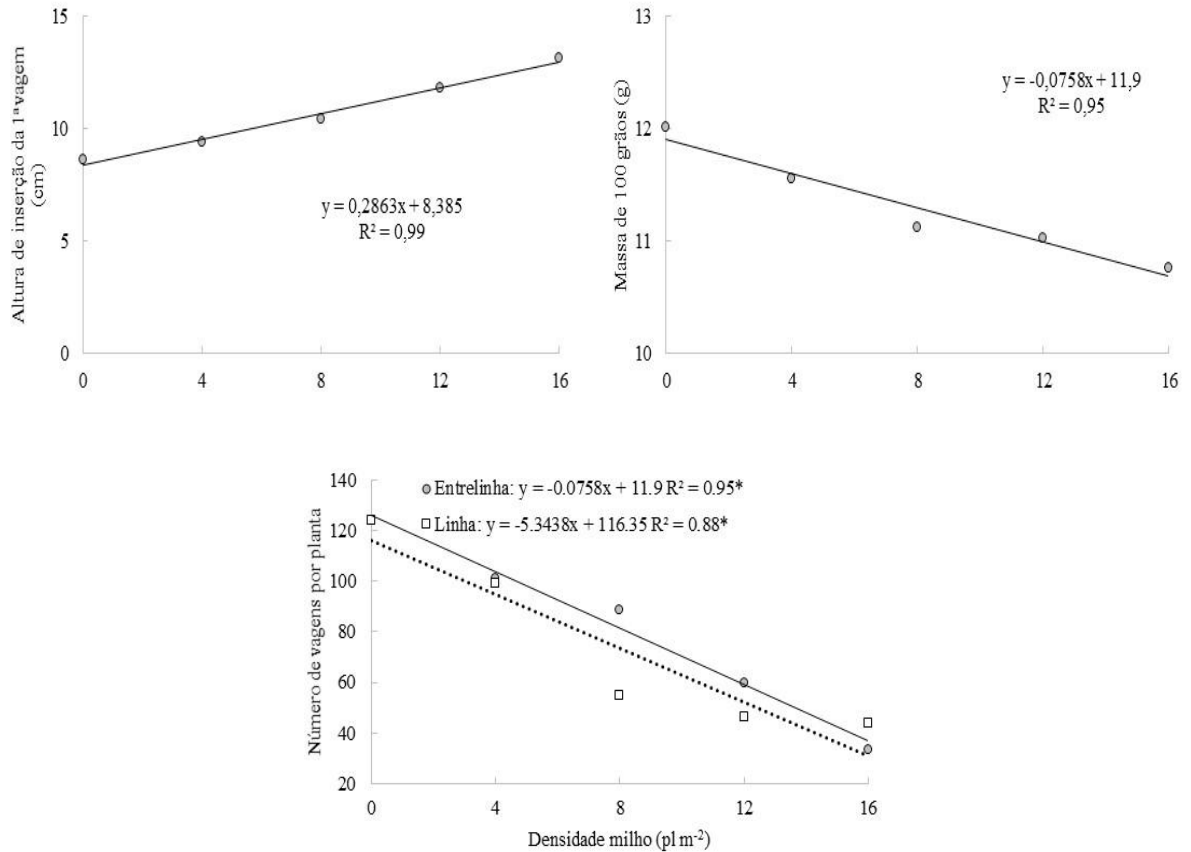 Altura de inserção da 1ª vagem
(cm)
15
10
5
0
y = 0,2863x + 8,385
R² = 0,99
0 4 8 12 16
Massa de 100 grãos (g)
13
12
11
10
y = -0,0758x + 11,9
R² = 0,95
0 4 8 12 16
Número de vagens por planta
140
120
100
80
60
40
20
Entrelinha: y = -0.0758x + 11.9 R² = 0.95*
Linha: y = -5.3438x + 116.35 R² = 0.88*
0 4 8 12 16
Densidade milho (pl m⁻²)